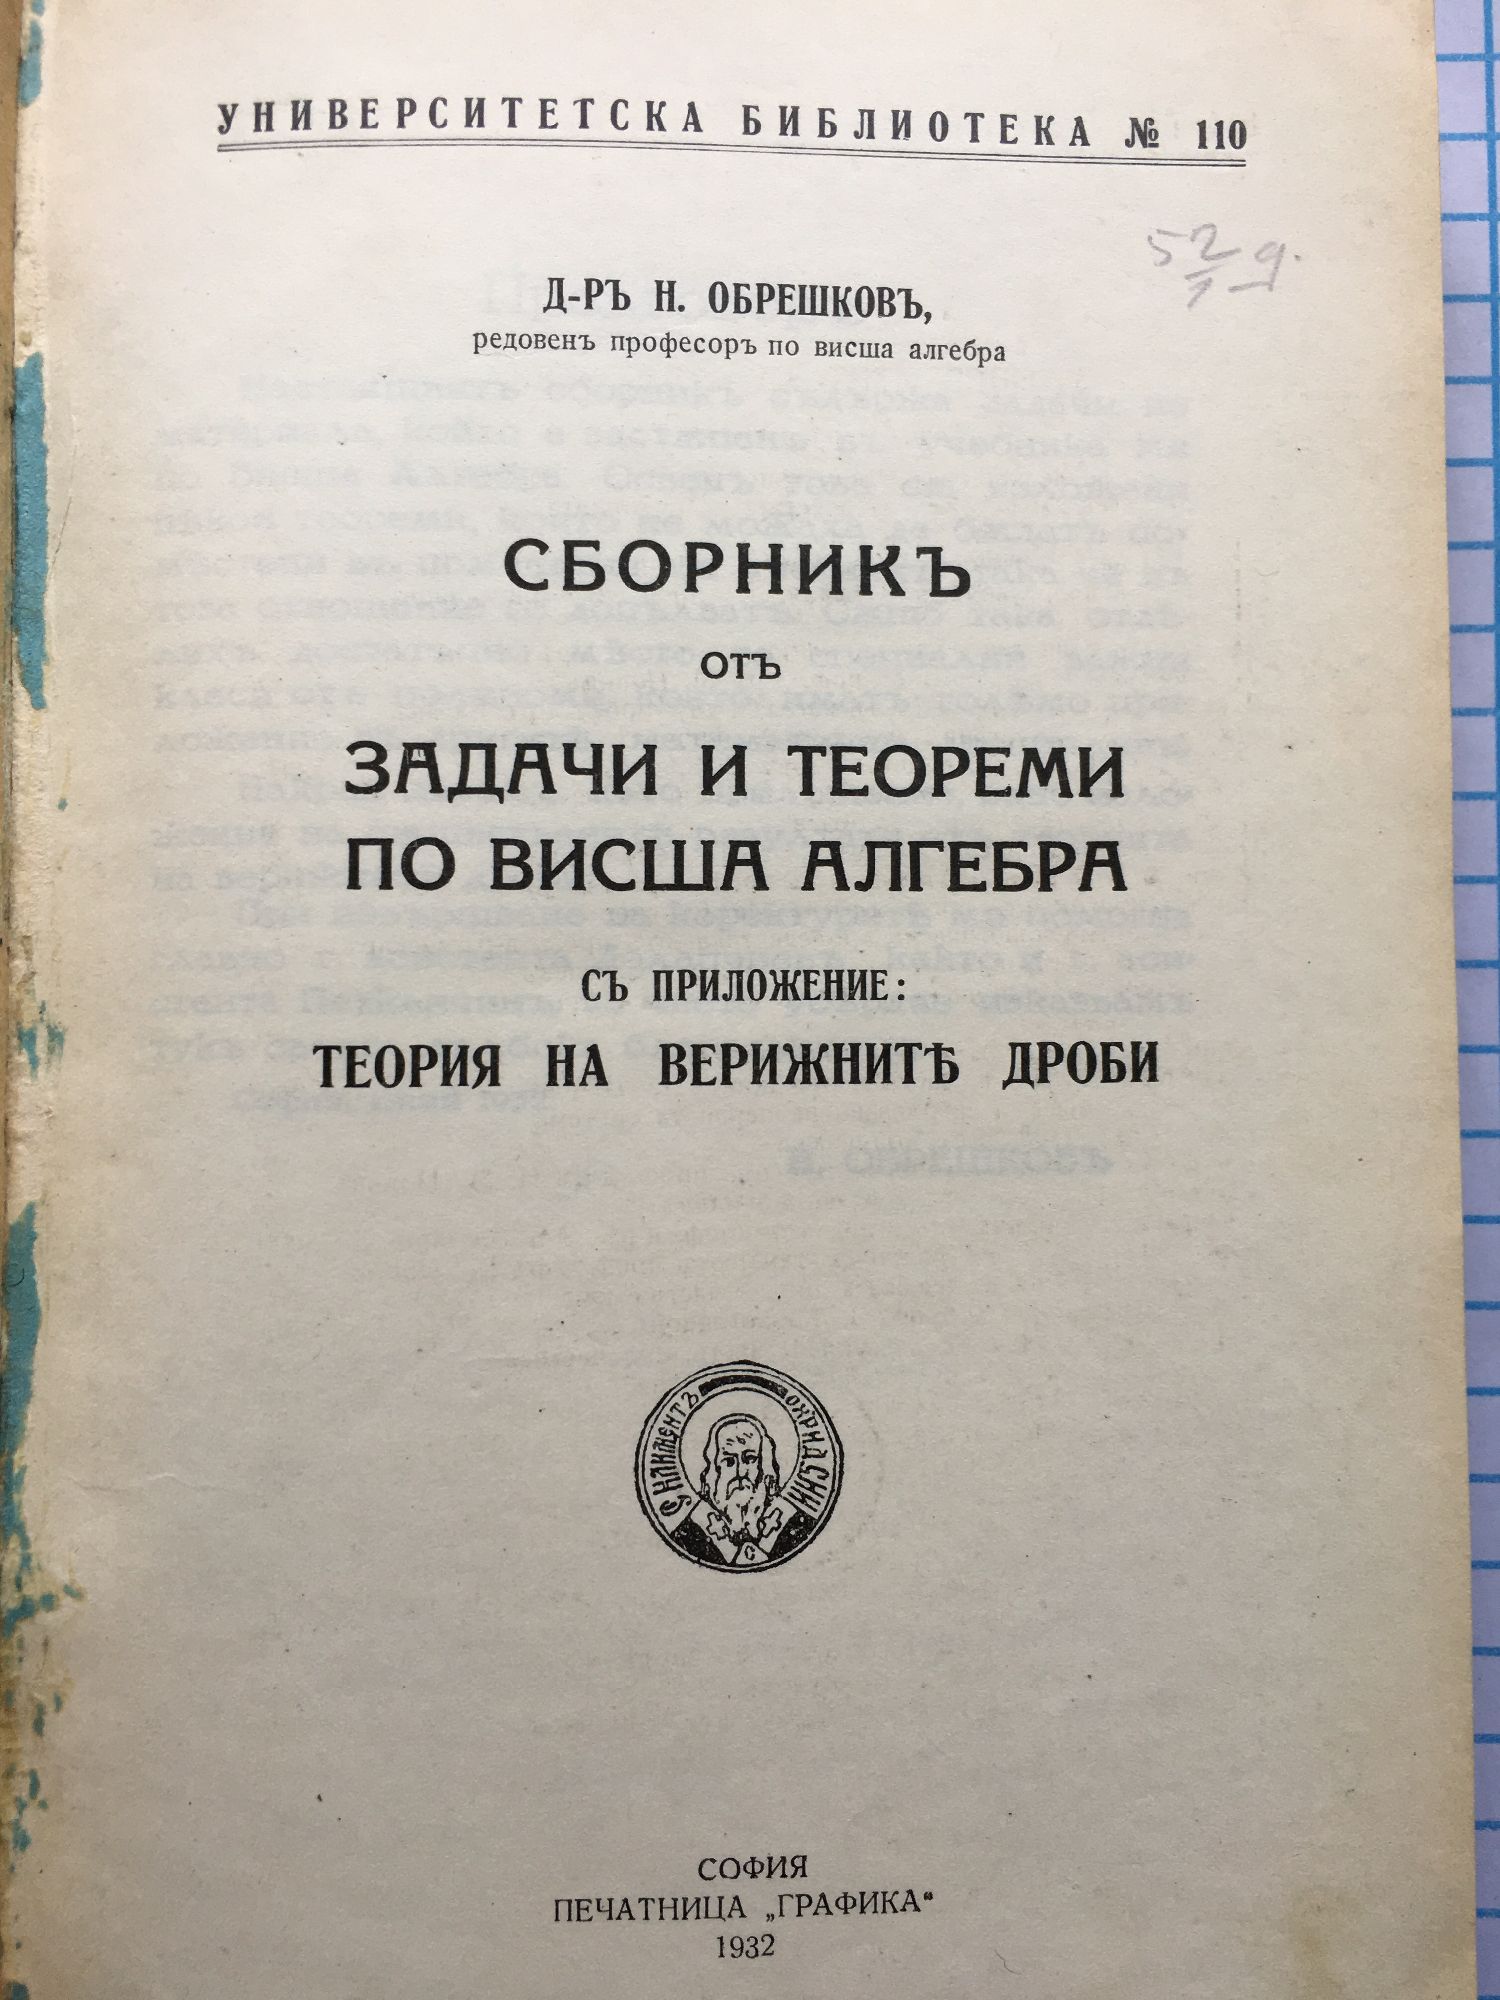 УНИВЕРСИТЕТСКА БИБЛИОТЕКА № 110
Д-РЪ Н. ОБРЕШКОВЪ,
редовенъ професоръ по висша алгебра
СБОРНИКЪ
ОТЪ
ЗАДАЧИ И ТЕОРЕМИ
ПО ВИСША АЛГЕБРА
СЪ ПРИЛОЖЕНИЕ:
ТЕОРИЯ НА ВЕРИЖНИТѢ ДРОБИ
СОФИЯ
ПЕЧАТНИЦА „ГРАФИКА“
1932